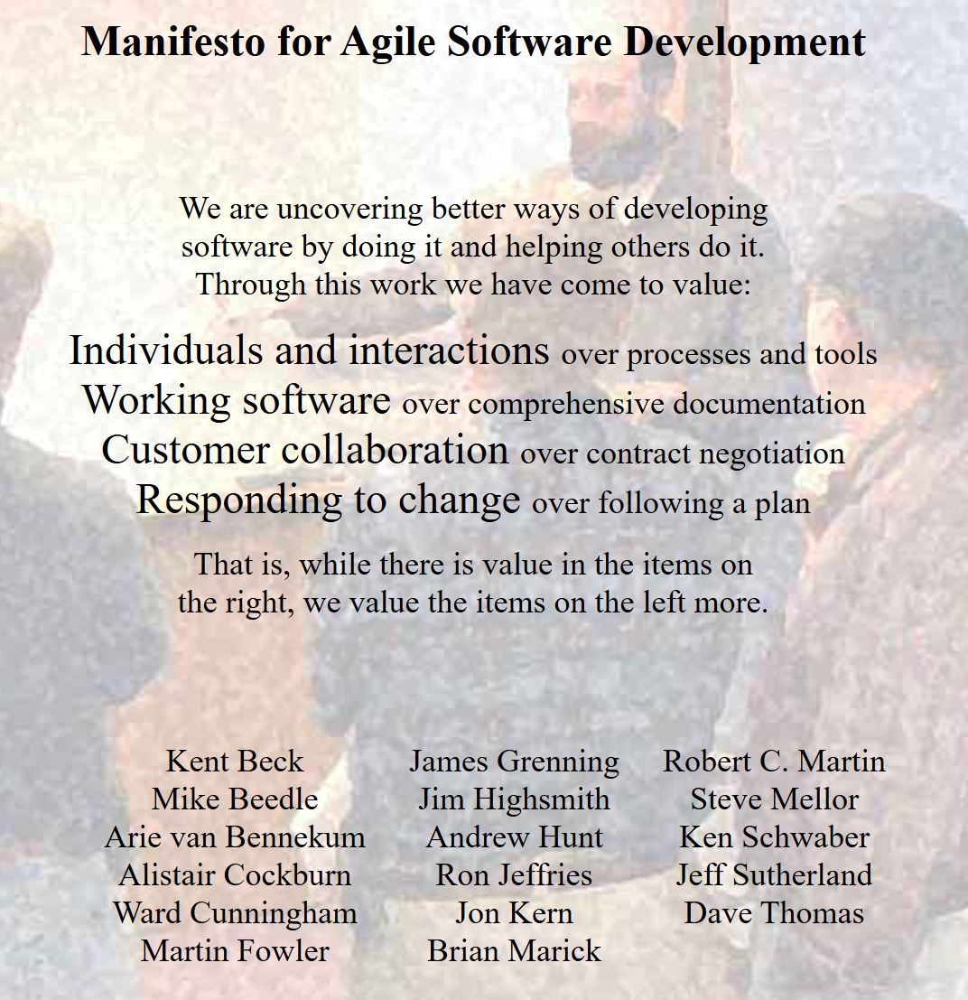 Manifesto for Agile Software Development
We are uncovering better ways of developing
software by doing it and helping others do it.
Through this work we have come to value:
Individuals and interactions over processes and tools
Working software over comprehensive documentation
Customer collaboration over contract negotiation
Responding to change over following a plan
That is, while there is value in the items on
the right, we value the items on the left more.
Kent Beck
Mike Beedle
Arie van Bennekum
Alistair Cockburn
Ward Cunningham
Martin Fowler
James Grenning
Jim Highsmith
Andrew Hunt
Ron Jeffries
Jon Kern
Brian Marick
Robert C. Martin
Steve Mellor
Ken Schwaber
Jeff Sutherland
Dave Thomas